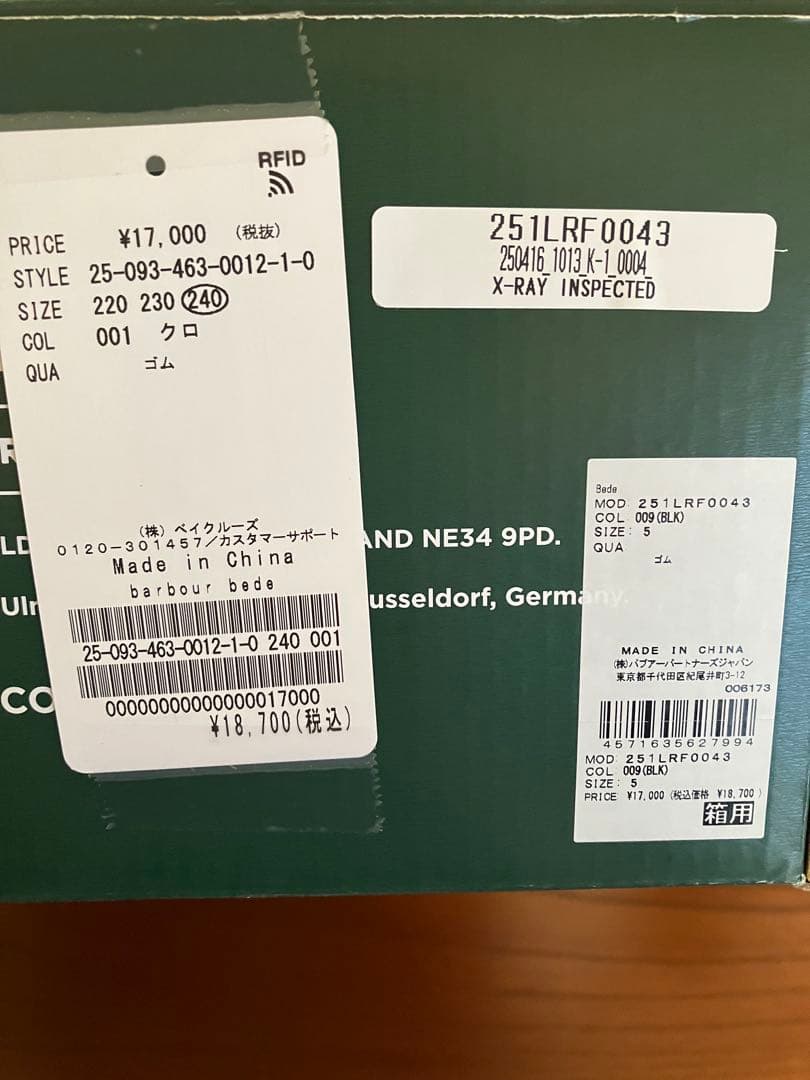 RFID
PRICE ¥17,000 (税抜)
STYLE 25-093-463-0012-1-0
SIZE 220 230 240
COL 001 クロ
QUA ゴム
(株)ベイクルーズ
0120-301457/カスタマーサポート
Made in China
barbour bede
25-093-463-0012-1-0 240 001
00000000000000017000
¥18,700(税込)
251LRF0043
250416_1013_K-1_0004_
X-RAY INSPECTED
R
LD
AND NE34 9PD.
Ulm
usseldorf, Germany.
CO
Bede
MOD: 251LRF0043
COL: 009(BLK)
SIZE: 5
QUA
ゴム
MADE IN CHINA
(株)バブアーパートナーズジャパン
東京都千代田区紀尾井町3-12
006173
4571635627994
MOD: 251LRF0043
COL: 009(BLK)
SIZE: 5
PRICE: ¥17,000 (税込価格 ¥18,700)
箱用